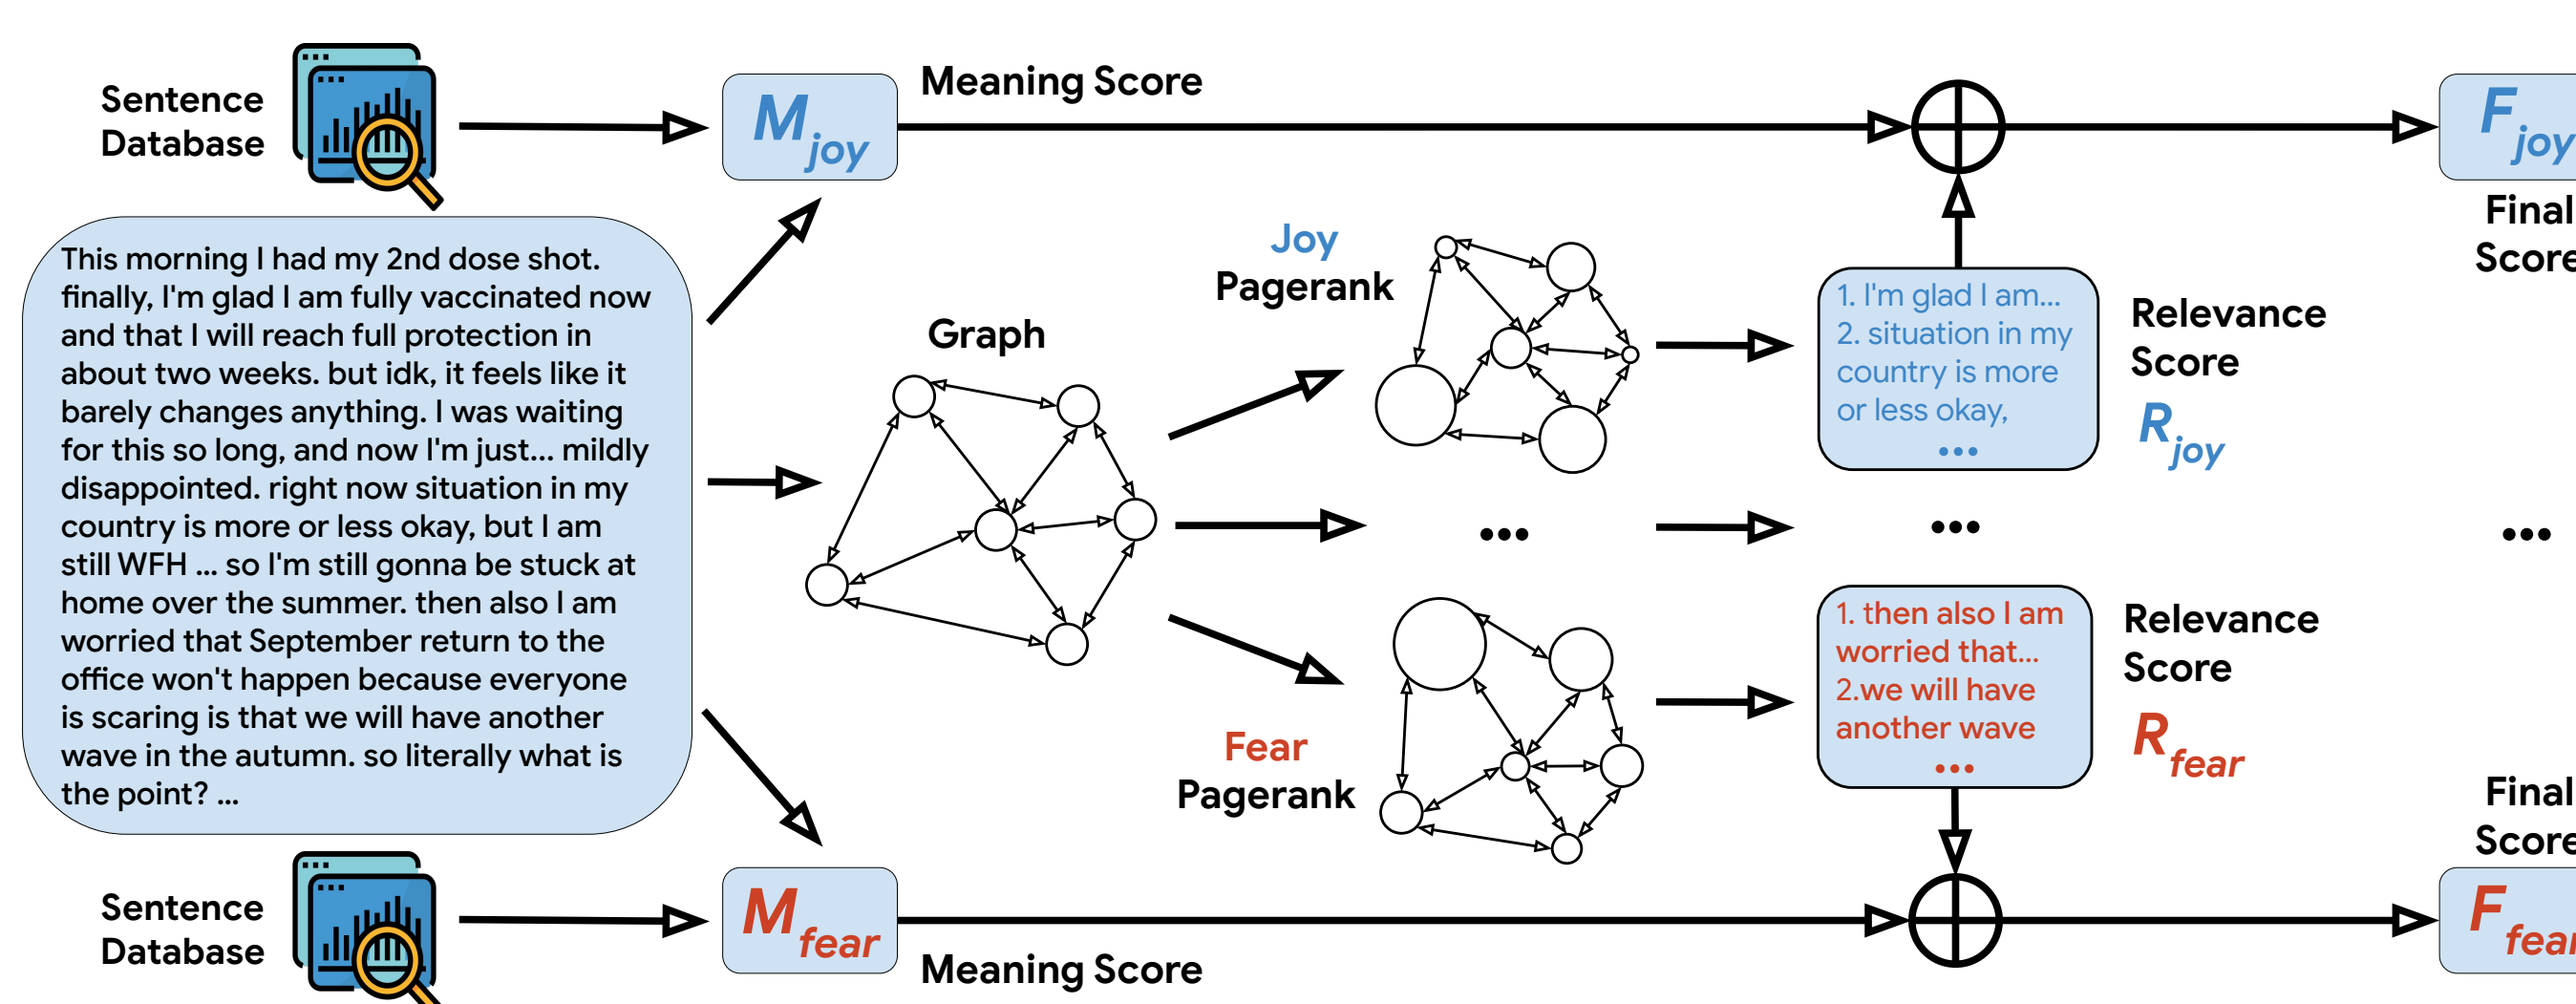 Sentence
Database
M joy
Meaning Score
F joy
Final
Score
This morning I had my 2nd dose shot.
finally, I'm glad I am fully vaccinated now
and that I will reach full protection in
about two weeks. but idk, it feels like it
barely changes anything. I was waiting
for this so long, and now I'm just... mildly
disappointed. right now situation in my
country is more or less okay, but I am
still WFH ... so I'm still gonna be stuck at
home over the summer. then also I am
worried that September return to the
office won't happen because everyone
is scaring is that we will have another
wave in the autumn. so literally what is
the point? ...
Graph
Joy
Pagerank
1. I'm glad I am...
2. situation in my
country is more
or less okay,
...
Relevance
Score
R joy
...
...
...
Fear
Pagerank
1. then also I am
worried that...
2.we will have
another wave
...
Relevance
Score
R fear
Final
Score
Sentence
Database
M fear
Meaning Score
F fear